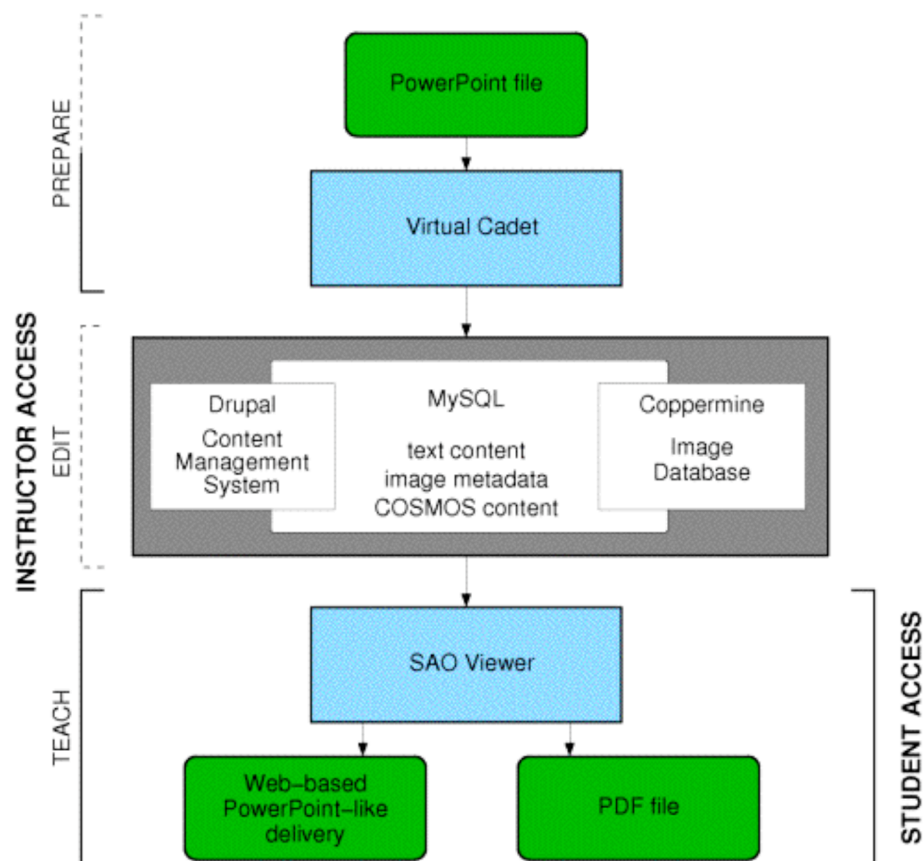 PREPARE
PowerPoint file
Virtual Cadet
INSTRUCTOR ACCESS
EDIT
Drupal
Content
Management
System
MySQL
text content
image metadata
COSMOS content
Coppermine
Image
Database
TEACH
SAO Viewer
Web–based
PowerPoint–like
delivery
PDF file
STUDENT ACCESS